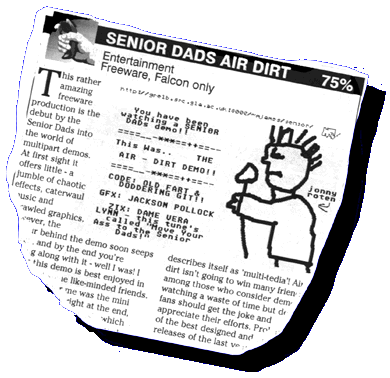 SENIOR DADS AIR DIRT
75%
Entertainment
Freeware, Falcon only
This rather
amazing
freeware
production is the
debut by the
Senior Dads into
the world of
multipart demos.
At first sight it
offers little - a
jumble of chaotic
effects, caterwaul
music and
graphics.
the
behind the demo soon seeps
and by the end you're
along with it - well I was! I
this demo is best enjoyed in
like-minded friends.
me was the mini
right at the end,
which
You have been
watching a SENIOR
Dads demo!!
This Was.. THE
AIR - DIRT DEMO!!
CODE: OLD FART &
DODDERING GIT!!
GFX: JACKSON POLLOCK
ZIX: DAME VERA
LYNN - This tune's
called "Move Your
Ass to the Senior
Dads!"
jonny
roten
describes itself as 'multi-tedia'!
dirt isn't going to win many
among those who consider
watching a waste of time but
fans should get the joke and
appreciate their efforts.
of the best designed and
releases of the last